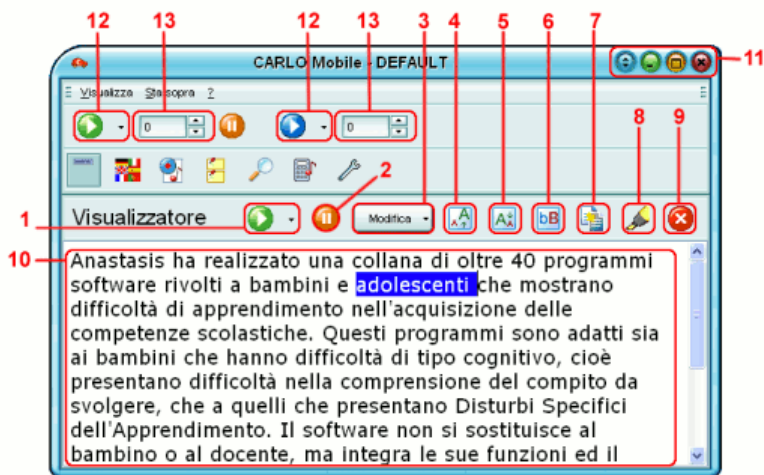 12 13 12 13 3 4 5 6 7
CARLO Mobile - DEFAULT
11
Visualizza Sta sopra ?
0 0
8 9
2
1
Visualizzatore Modifica
bB
10
Anastasis ha realizzato una collana di oltre 40 programmi
software rivolti a bambini e adolescenti che mostrano
difficoltà di apprendimento nell'acquisizione delle
competenze scolastiche. Questi programmi sono adatti sia
ai bambini che hanno difficoltà di tipo cognitivo, cioè
presentano difficoltà nella comprensione del compito da
svolgere, che a quelli che presentano Disturbi Specifici
dell'Apprendimento. Il software non si sostituisce al
bambino o al docente, ma integra le sue funzioni ed il